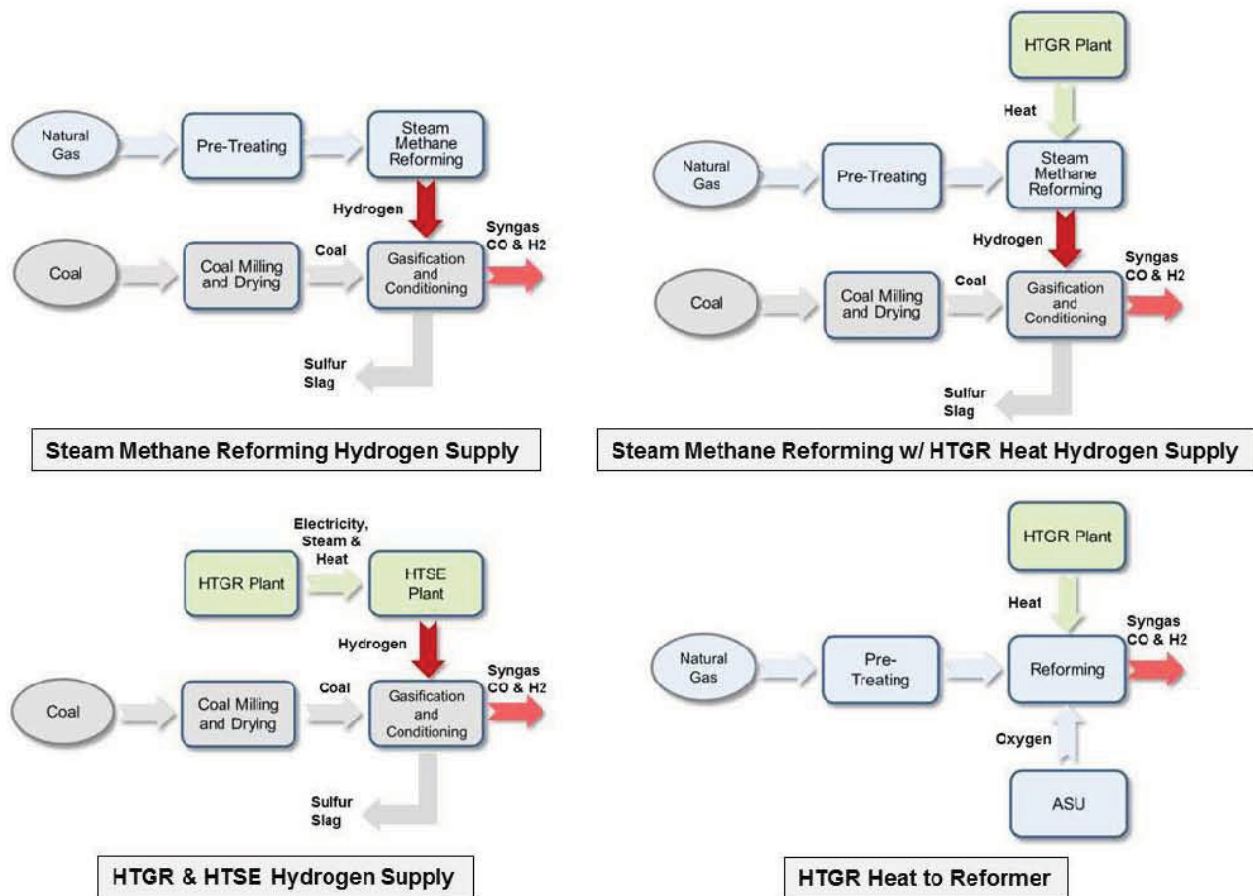 Natural
Gas
Pre-Treating
Steam
Methane
Reforming
Hydrogen
Syngas
CO & H2
Coal
Coal Milling
and Drying
Coal
Gasification
and
Conditioning
Sulfur
Slag
Steam Methane Reforming Hydrogen Supply
HTGR Plant
Heat
Natural
Gas
Pre-Treating
Steam
Methane
Reforming
Hydrogen
Syngas
CO & H2
Coal
Coal Milling
and Drying
Coal
Gasification
and
Conditioning
Sulfur
Slag
Steam Methane Reforming w/ HTGR Heat Hydrogen Supply
Electricity,
Steam &
Heat
HTGR Plant
HTSE
Plant
Hydrogen
Syngas
CO & H2
Coal
Coal Milling
and Drying
Coal
Gasification
and
Conditioning
Sulfur
Slag
HTGR & HTSE Hydrogen Supply
HTGR Plant
Heat
Natural
Gas
Pre-
Treating
Reforming
Syngas
CO & H2
Oxygen
ASU
HTGR Heat to Reformer